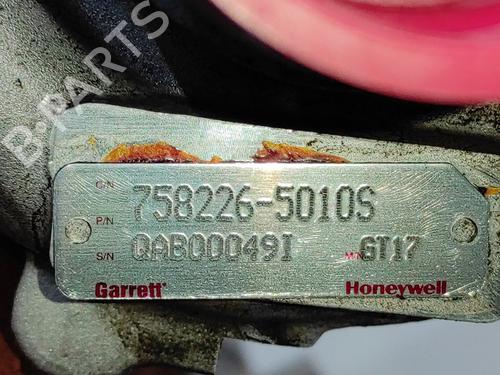 B-PARTS
C/N
758226-5010S
P/N
S/N QAB00049I M/N GT17
Garrett Honeywell